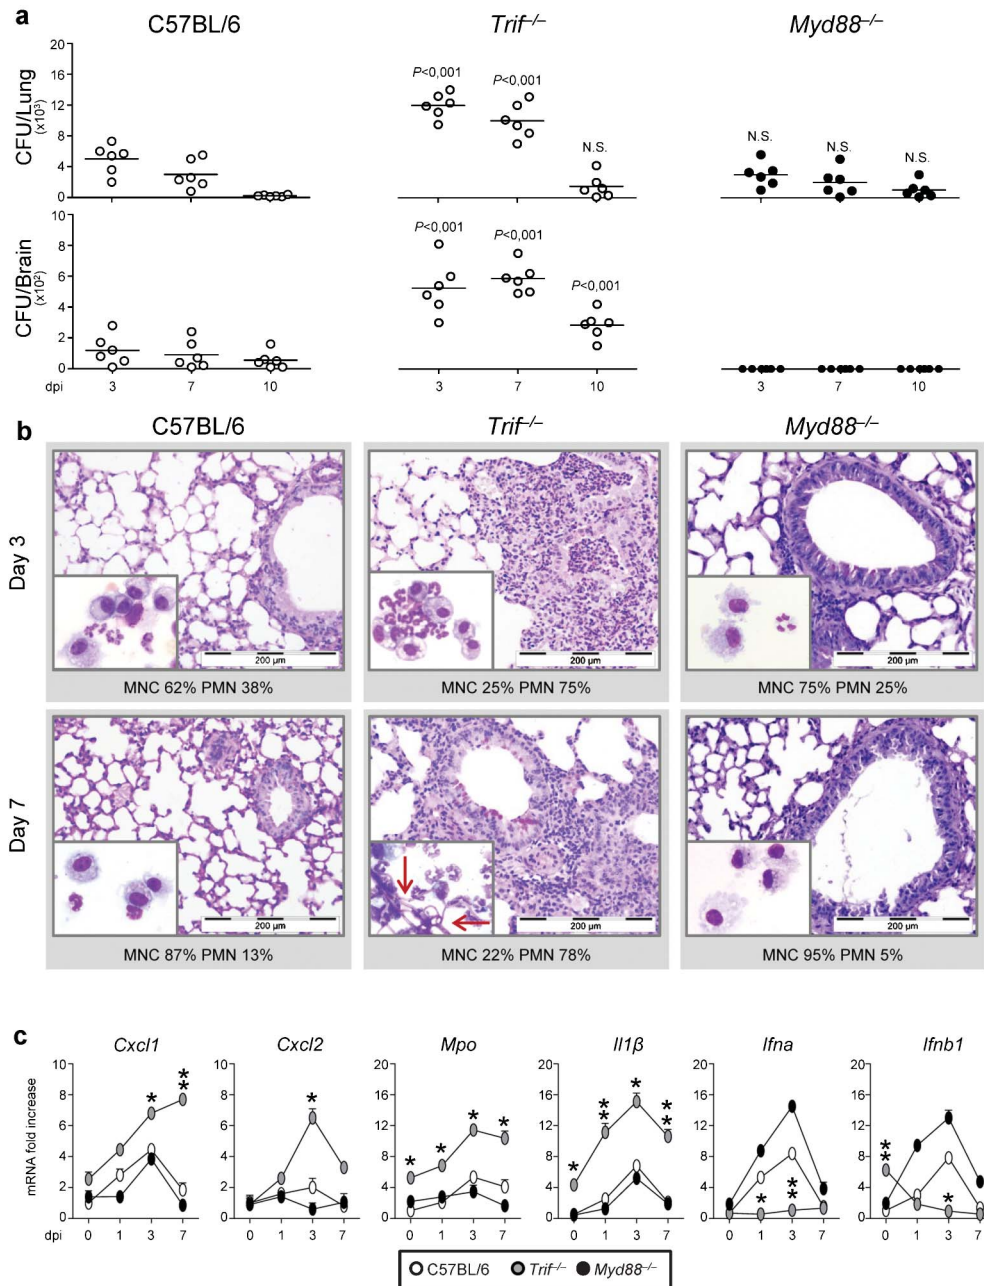 a
C57BL/6
Trif–/–
Myd88–/–
CFU/Lung
(x10³)
20
16
12
8
4
0
P<0,001
P<0,001
N.S.
N.S.
N.S.
N.S.
CFU/Brain
(x10²)
10
8
6
4
2
0
P<0,001
P<0,001
P<0,001
dpi
3
7
10
3
7
10
3
7
10
b
C57BL/6
Trif–/–
Myd88–/–
Day 3
200 µm
200 µm
200 µm
MNC 62% PMN 38%
MNC 25% PMN 75%
MNC 75% PMN 25%
Day 7
200 µm
200 µm
200 µm
MNC 87% PMN 13%
MNC 22% PMN 78%
MNC 95% PMN 5%
c
Cxcl1
Cxcl2
Mpo
Il1β
Ifna
Ifnb1
mRNA fold increase
10
8
6
4
2
0
*
**
10
8
6
4
2
0
*
20
16
12
8
4
0
*
*
*
*
20
16
12
8
4
0
*
**
*
**
20
16
12
8
4
0
*
**
20
16
12
8
4
0
**
*
dpi
0 1 3 7
0 1 3 7
0 1 3 7
0 1 3 7
0 1 3 7
0 1 3 7
C57BL/6 Trif–/– Myd88–/–